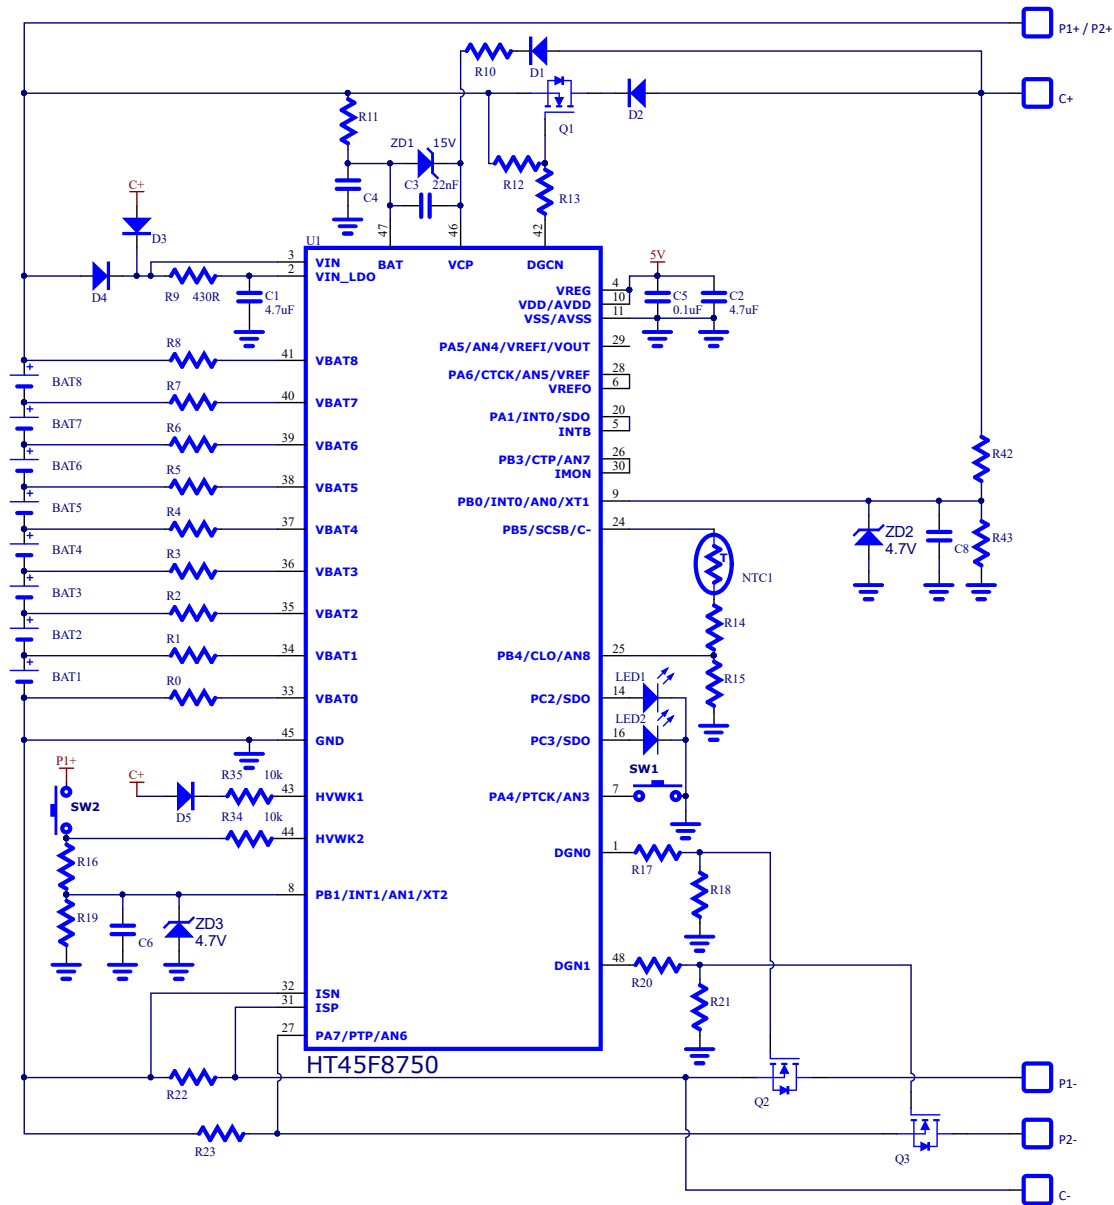 P1+ / P2+
R10
D1
C+
Q1
D2
R11
ZD1 15V
C3 22nF
C4
R12
R13
C+
D3
D4
R9 430R
C1
4.7uF
U1
47
46
42
BAT
VCP
DGCN
3 VIN
2 VIN_LDO
5V
VREG 4
VDD/AVDD 10
VSS/AVSS 11
C5
0.1uF
C2
4.7uF
PA5/AN4/VREFI/VOUT 29
PA6/CTCK/AN5/VREF 28
VREFO 6
PA1/INT0/SDO 20
INTB 5
PB3/CTP/AN7 26
IMON 30
PB0/INT0/AN0/XT1 9
PB5/SCSB/C- 24
R42
R43
ZD2
4.7V
C8
T
NTC1
R14
PB4/CLO/AN8 25
R15
LED1
PC2/SDO 14
LED2
PC3/SDO 16
SW1
PA4/PTCK/AN3 7
DGN0 1
R17
R18
DGN1 48
R20
R21
R8
41 VBAT8
+
BAT8
R7
40 VBAT7
+
BAT7
R6
39 VBAT6
+
BAT6
R5
38 VBAT5
+
BAT5
R4
37 VBAT4
+
BAT4
R3
36 VBAT3
+
BAT3
R2
35 VBAT2
+
BAT2
R1
34 VBAT1
+
BAT1
R0
33 VBAT0
45 GND
P1+
C+
R35 10k
43 HVWK1
SW2
D5
R34 10k
44 HVWK2
R16
8 PB1/INT1/AN1/XT2
R19
C6
ZD3
4.7V
32 ISN
31 ISP
27 PA7/PTP/AN6
HT45F8750
R22
Q2
P1-
R23
Q3
P2-
C-